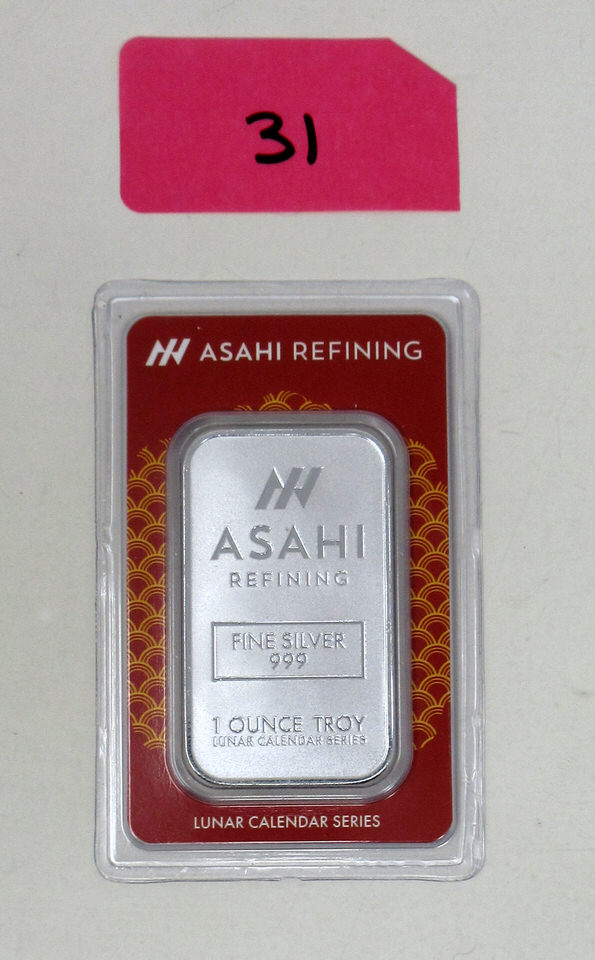 31
ASAHI REFINING
ASAHI
REFINING
FINE SILVER
999
1 OUNCE TROY
LUNAR CALENDAR SERIES
LUNAR CALENDAR SERIES